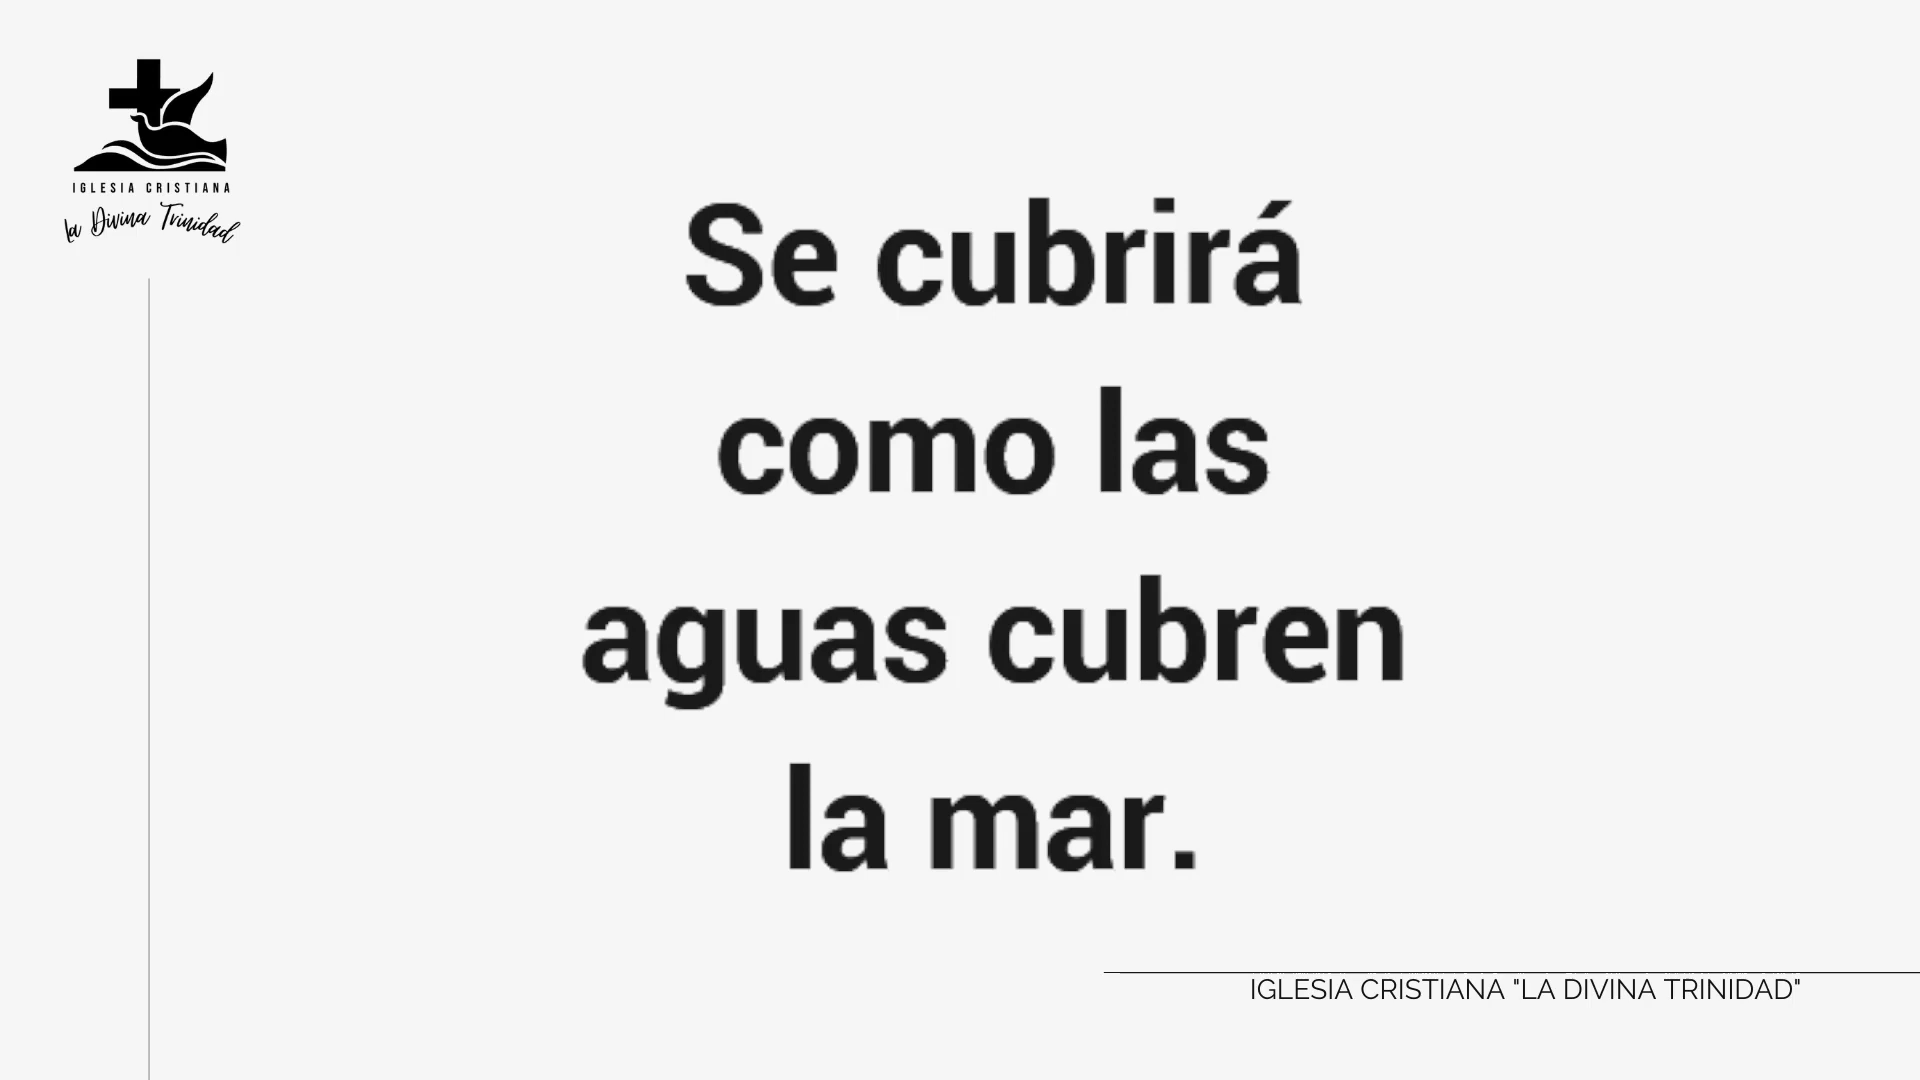 IGLESIA CRISTIANA
La Divina Trinidad
Se cubrirá
como las
aguas cubren
la mar.
IGLESIA CRISTIANA "LA DIVINA TRINIDAD"